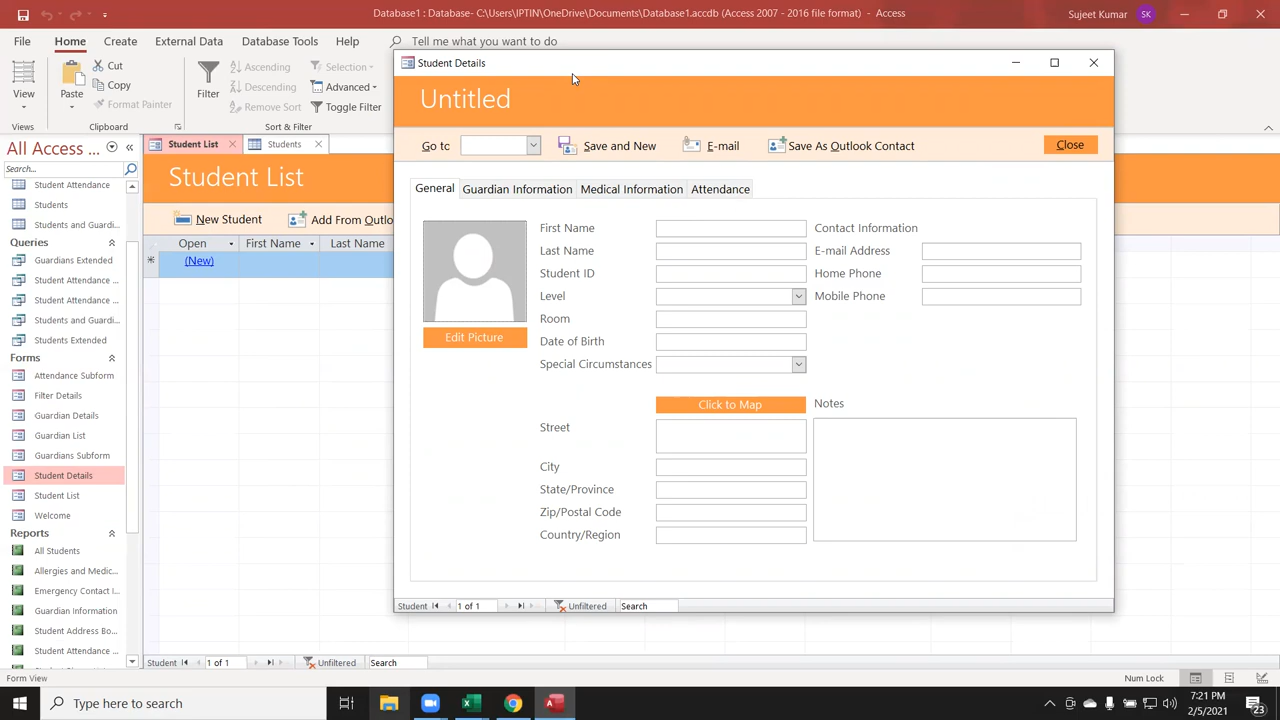 Database1 : Database- C:\Users\IPTIN\OneDrive\Documents\Database1.accdb (Access 2007 - 2016 file format) - Access
Sujeet Kumar SK
File Home Create External Data Database Tools Help Tell me what you want to do
View
Views
Paste
Cut
Copy
Format Painter
Clipboard
Filter
Ascending
Descending
Remove Sort
Selection
Advanced
Toggle Filter
Sort & Filter
All Access ...
Search...
Student Attendance
Students
Students and Guardi...
Queries
Guardians Extended
Student Attendance ...
Student Attendance ...
Students and Guardi...
Students Extended
Forms
Attendance Subform
Filter Details
Guardian Details
Guardian List
Guardians Subform
Student Details
Student List
Welcome
Reports
All Students
Allergies and Medic...
Emergency Contact I...
Guardian Information
Student Address Bo...
Student Attendance ...
Student List Students
Student List
New Student Add From Outlo
Open First Name Last Name
(New)
Student 1 of 1 Unfiltered Search
Student Details
Untitled
Go to Save and New E-mail Save As Outlook Contact Close
General Guardian Information Medical Information Attendance
Edit Picture
First Name
Last Name
Student ID
Level
Room
Date of Birth
Special Circumstances
Contact Information
E-mail Address
Home Phone
Mobile Phone
Click to Map
Street
City
State/Province
Zip/Postal Code
Country/Region
Notes
Student 1 of 1 Unfiltered Search
Form View Num Lock
Type here to search
7:21 PM
2/5/2021
23